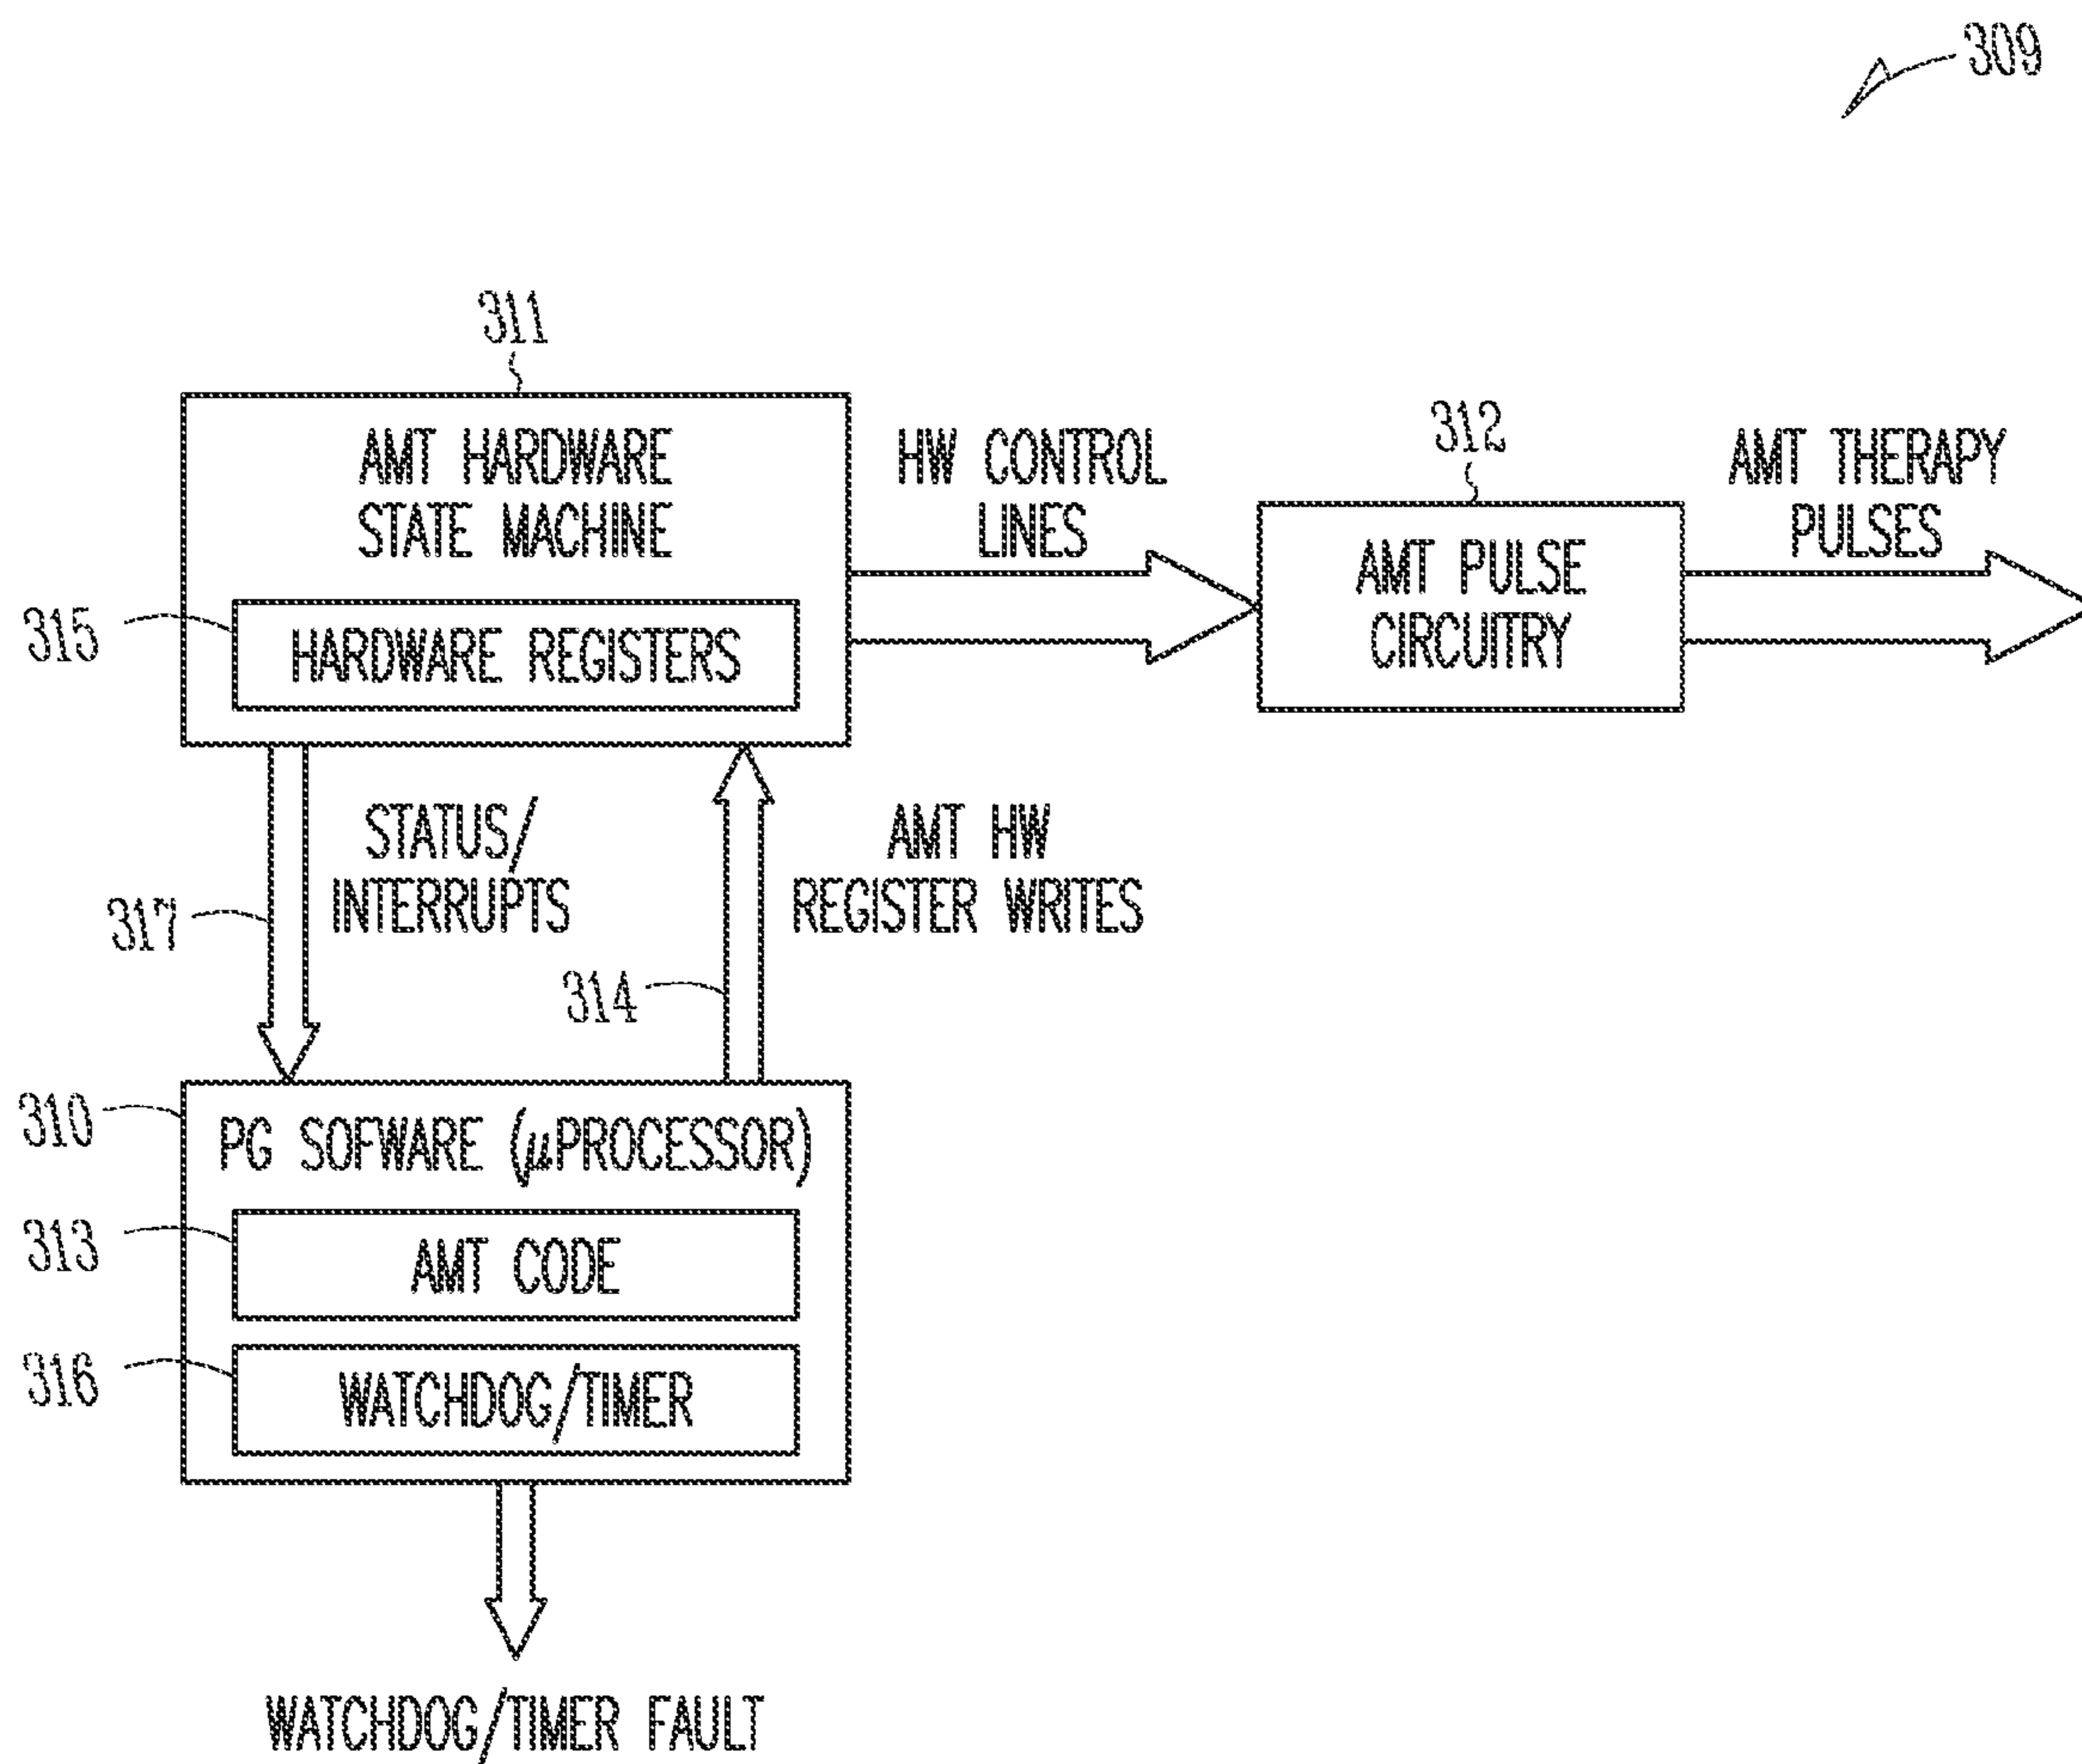 309
311
AMT HARDWARE
STATE MACHINE
315
HARDWARE REGISTERS
HW CONTROL
LINES
312
AMT PULSE
CIRCUITRY
AMT THERAPY
PULSES
317
STATUS/
INTERRUPTS
314
AMT HW
REGISTER WRITES
310
PG SOFWARE (μPROCESSOR)
313
AMT CODE
316
WATCHDOG/TIMER
WATCHDOG/TIMER FAULT